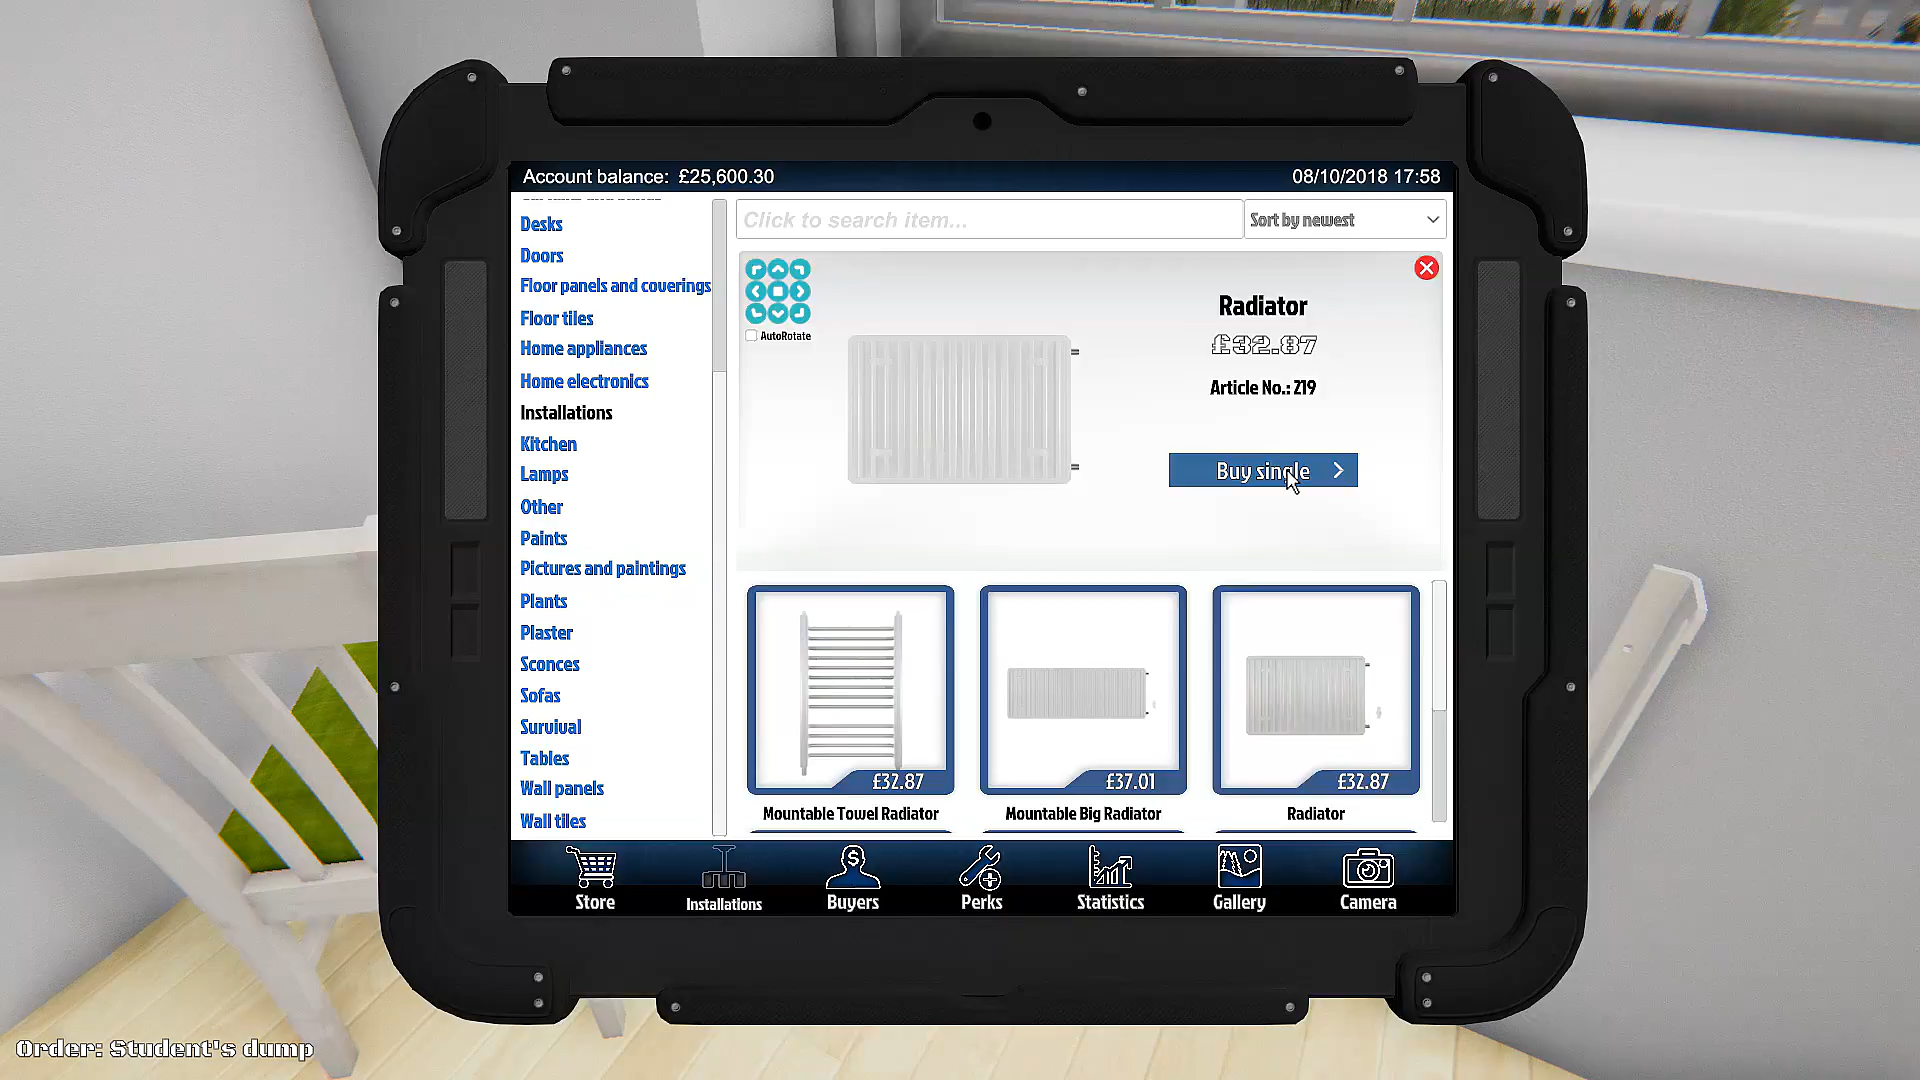 Account balance: £25,600.30
08/10/2018 17:58
Desks
Doors
Floor panels and coverings
Floor tiles
Home appliances
Home electronics
Installations
Kitchen
Lamps
Other
Paints
Pictures and paintings
Plants
Plaster
Sconces
Sofas
Survival
Tables
Wall panels
Wall tiles
Click to search item...
Sort by newest
AutoRotate
Radiator
£32.87
Article No.: 219
Buy single
£32.87
£37.01
£32.87
Mountable Towel Radiator
Mountable Big Radiator
Radiator
Store
Installations
Buyers
Perks
Statistics
Gallery
Camera
Order: Student's dump